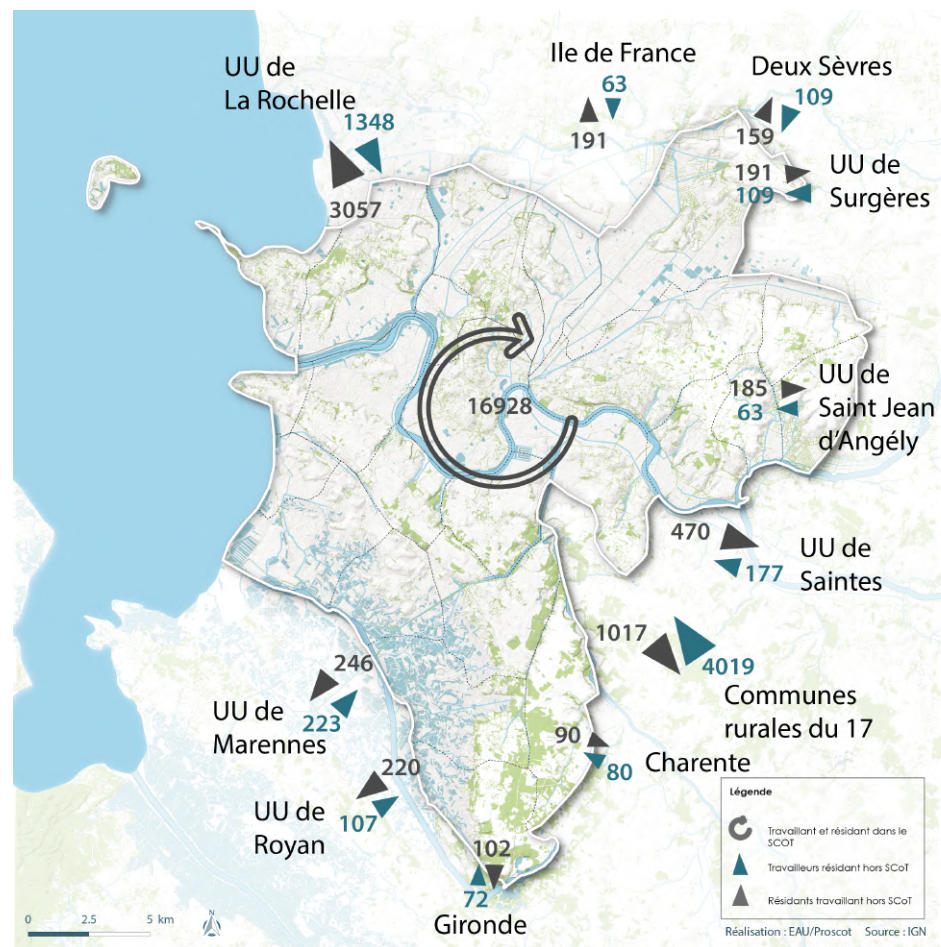 Ile de France
63
191
Deux Sèvres
109
159
UU de
La Rochelle
1348
3057
191
109
UU de
Surgères
16928
185
63
UU de
Saint Jean
d'Angély
470
177
UU de
Saintes
1017
4019
Communes
rurales du 17
246
223
UU de
Marennes
90
80
Charente
220
107
UU de
Royan
102
72
Gironde
Légende
Travaillant et résidant dans le
SCOT
Travailleurs résidant hors SCoT
Résidants travaillant hors SCoT
0 2.5 5 km
N
Réalisation : EAU/Proscot Source : IGN